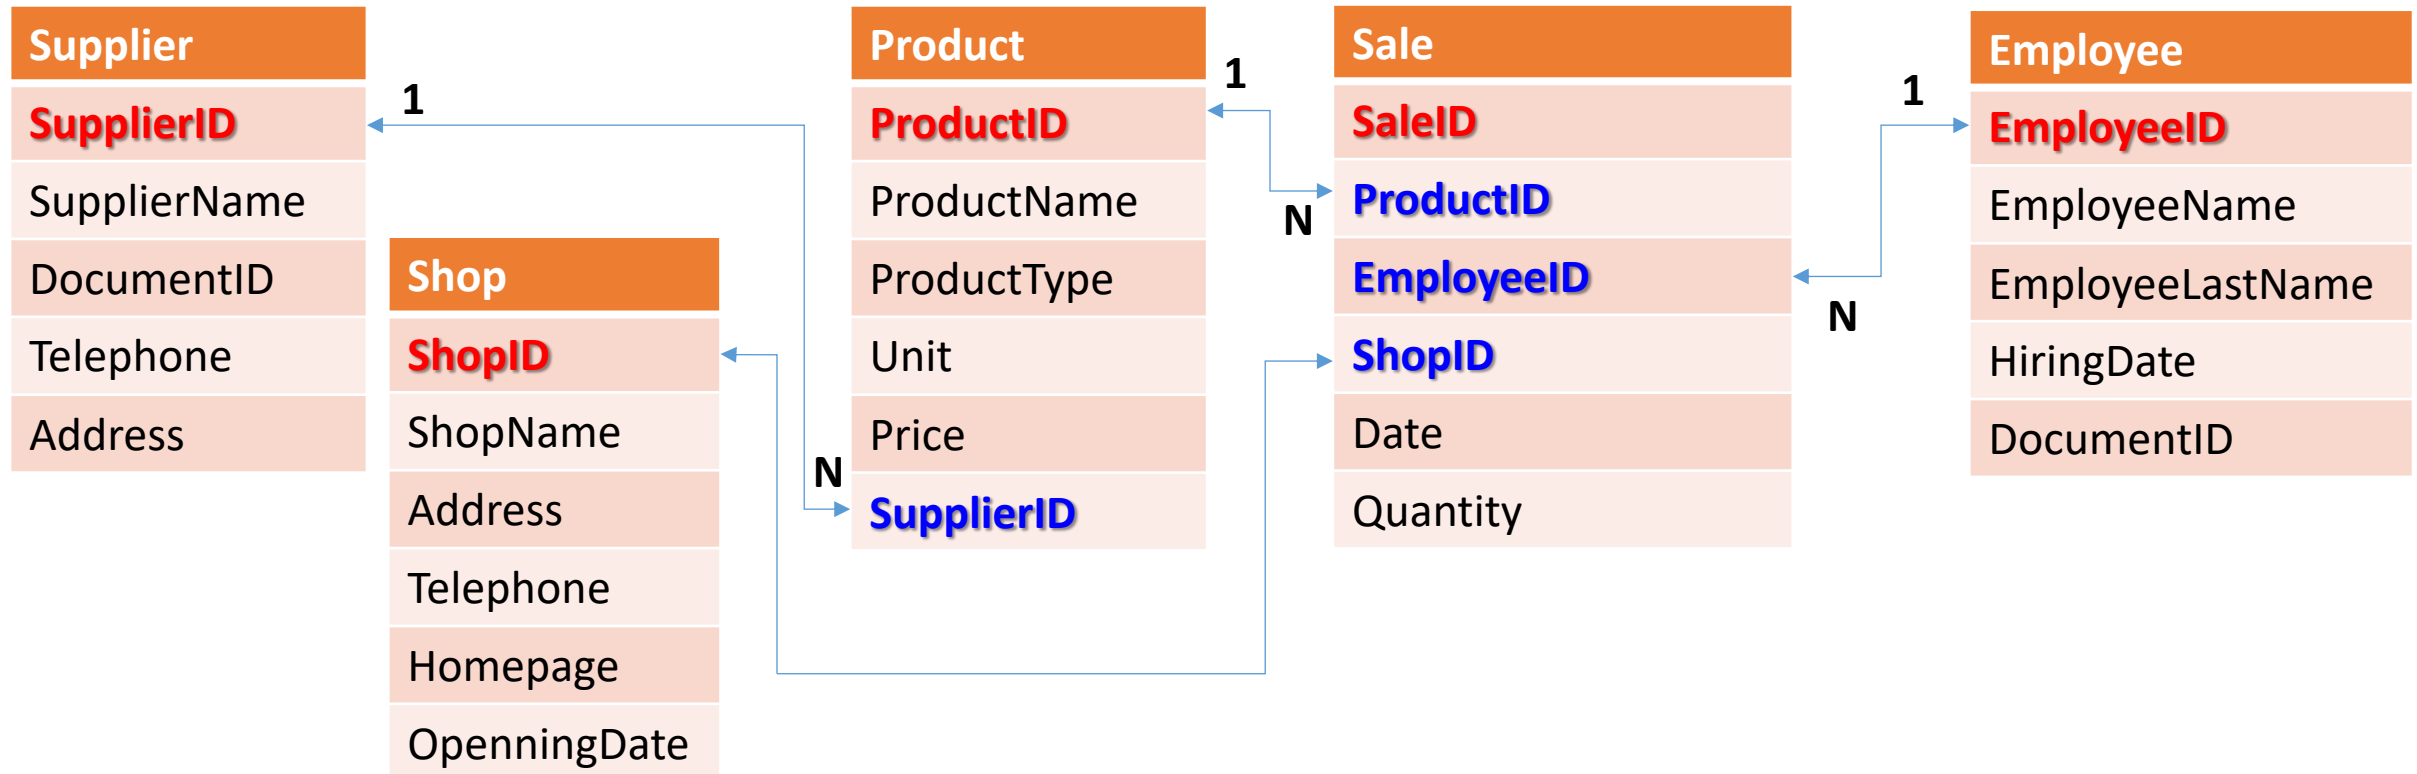 Supplier
SupplierID
SupplierName
DocumentID
Telephone
Address
1
N
Shop
ShopID
ShopName
Address
Telephone
Homepage
OpenningDate
Product
ProductID
ProductName
ProductType
Unit
Price
SupplierID
1
N
Sale
SaleID
ProductID
EmployeeID
ShopID
Date
Quantity
1
N
Employee
EmployeeID
EmployeeName
EmployeeLastName
HiringDate
DocumentID